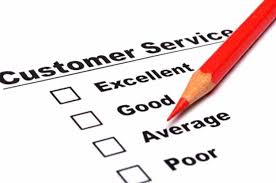 Customer Service
Excellent
Good
Average
Poor